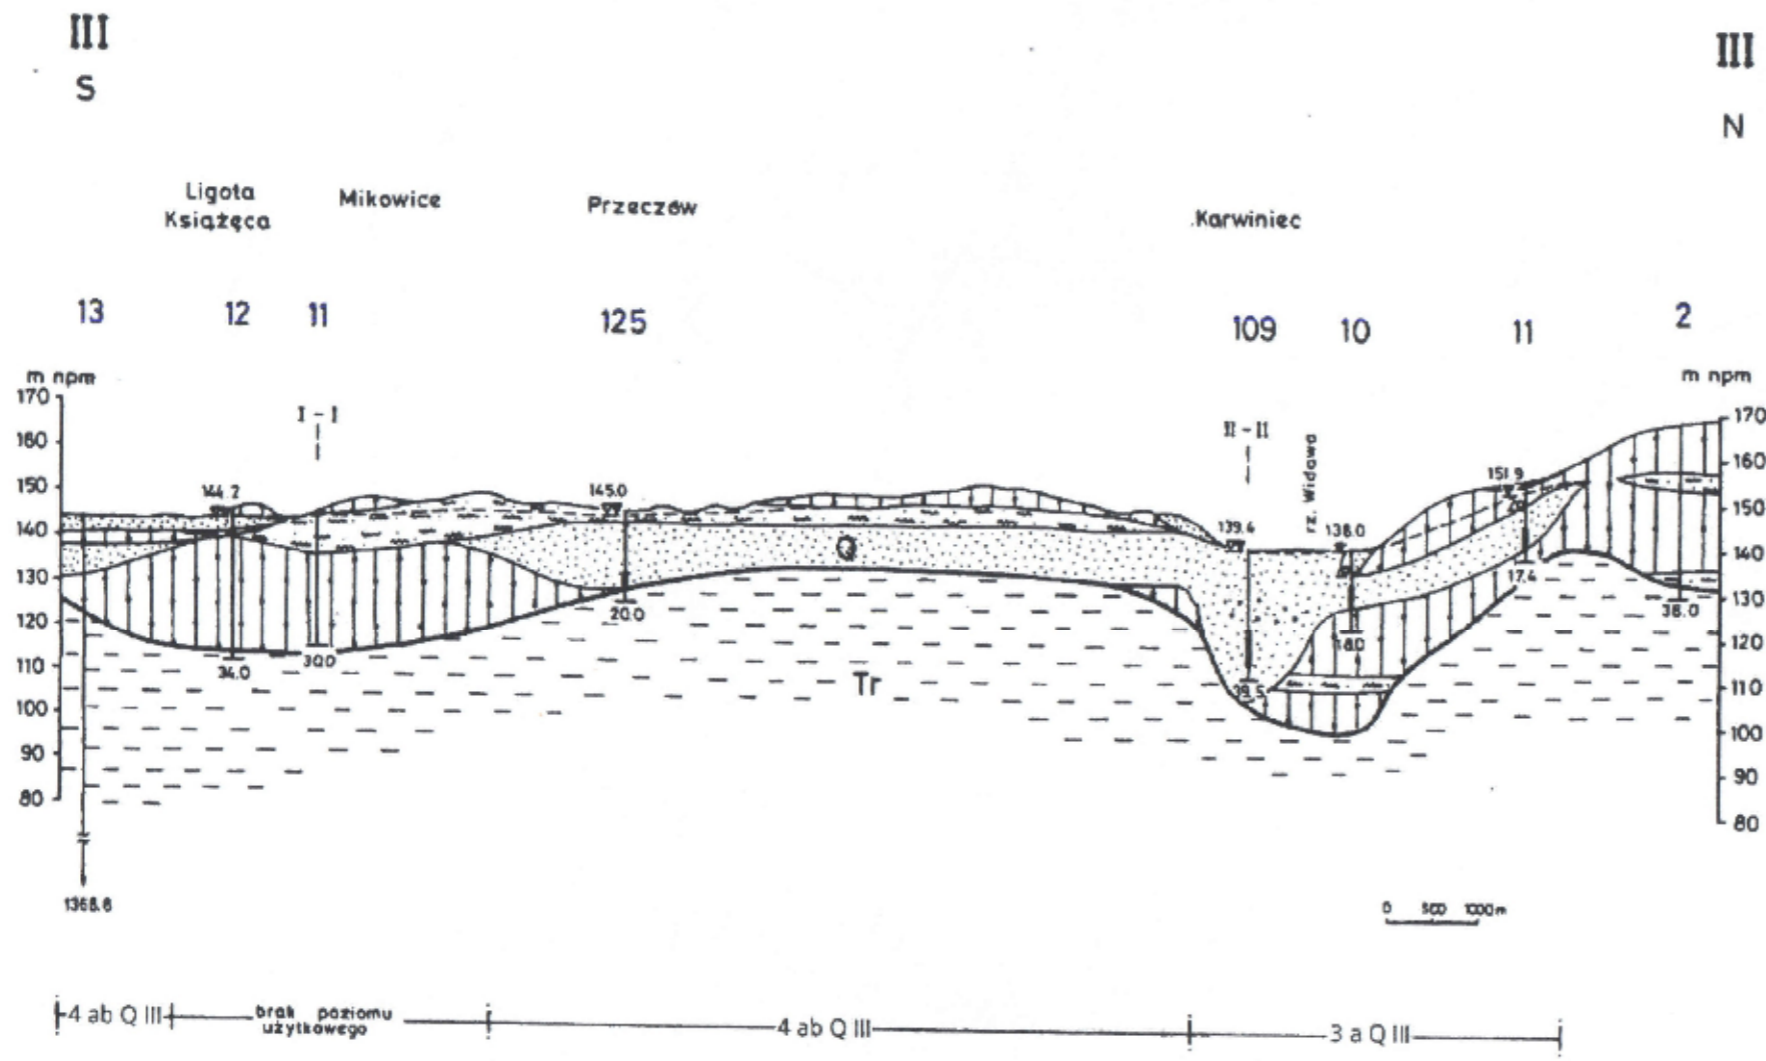 III
III
S
N
Ligota
Książęca
Mikowice
Przeczów
Karwiniec
13 12 11 125 109 10 11 2
m npm
m npm
170
160
150
140
130
120
110
100
90
80
170
160
150
140
130
120
110
100
90
80
I - I
II - II
rz. Widawa
144.2
145.0
139.4
138.0
151.9
Q
Tr
34.0
30.0
20.0
39.5
18.0
17.4
38.0
1368.8
0 500 1000m
4 ab Q III
brak poziomu
użytkowego
4 ab Q III
3 a Q III